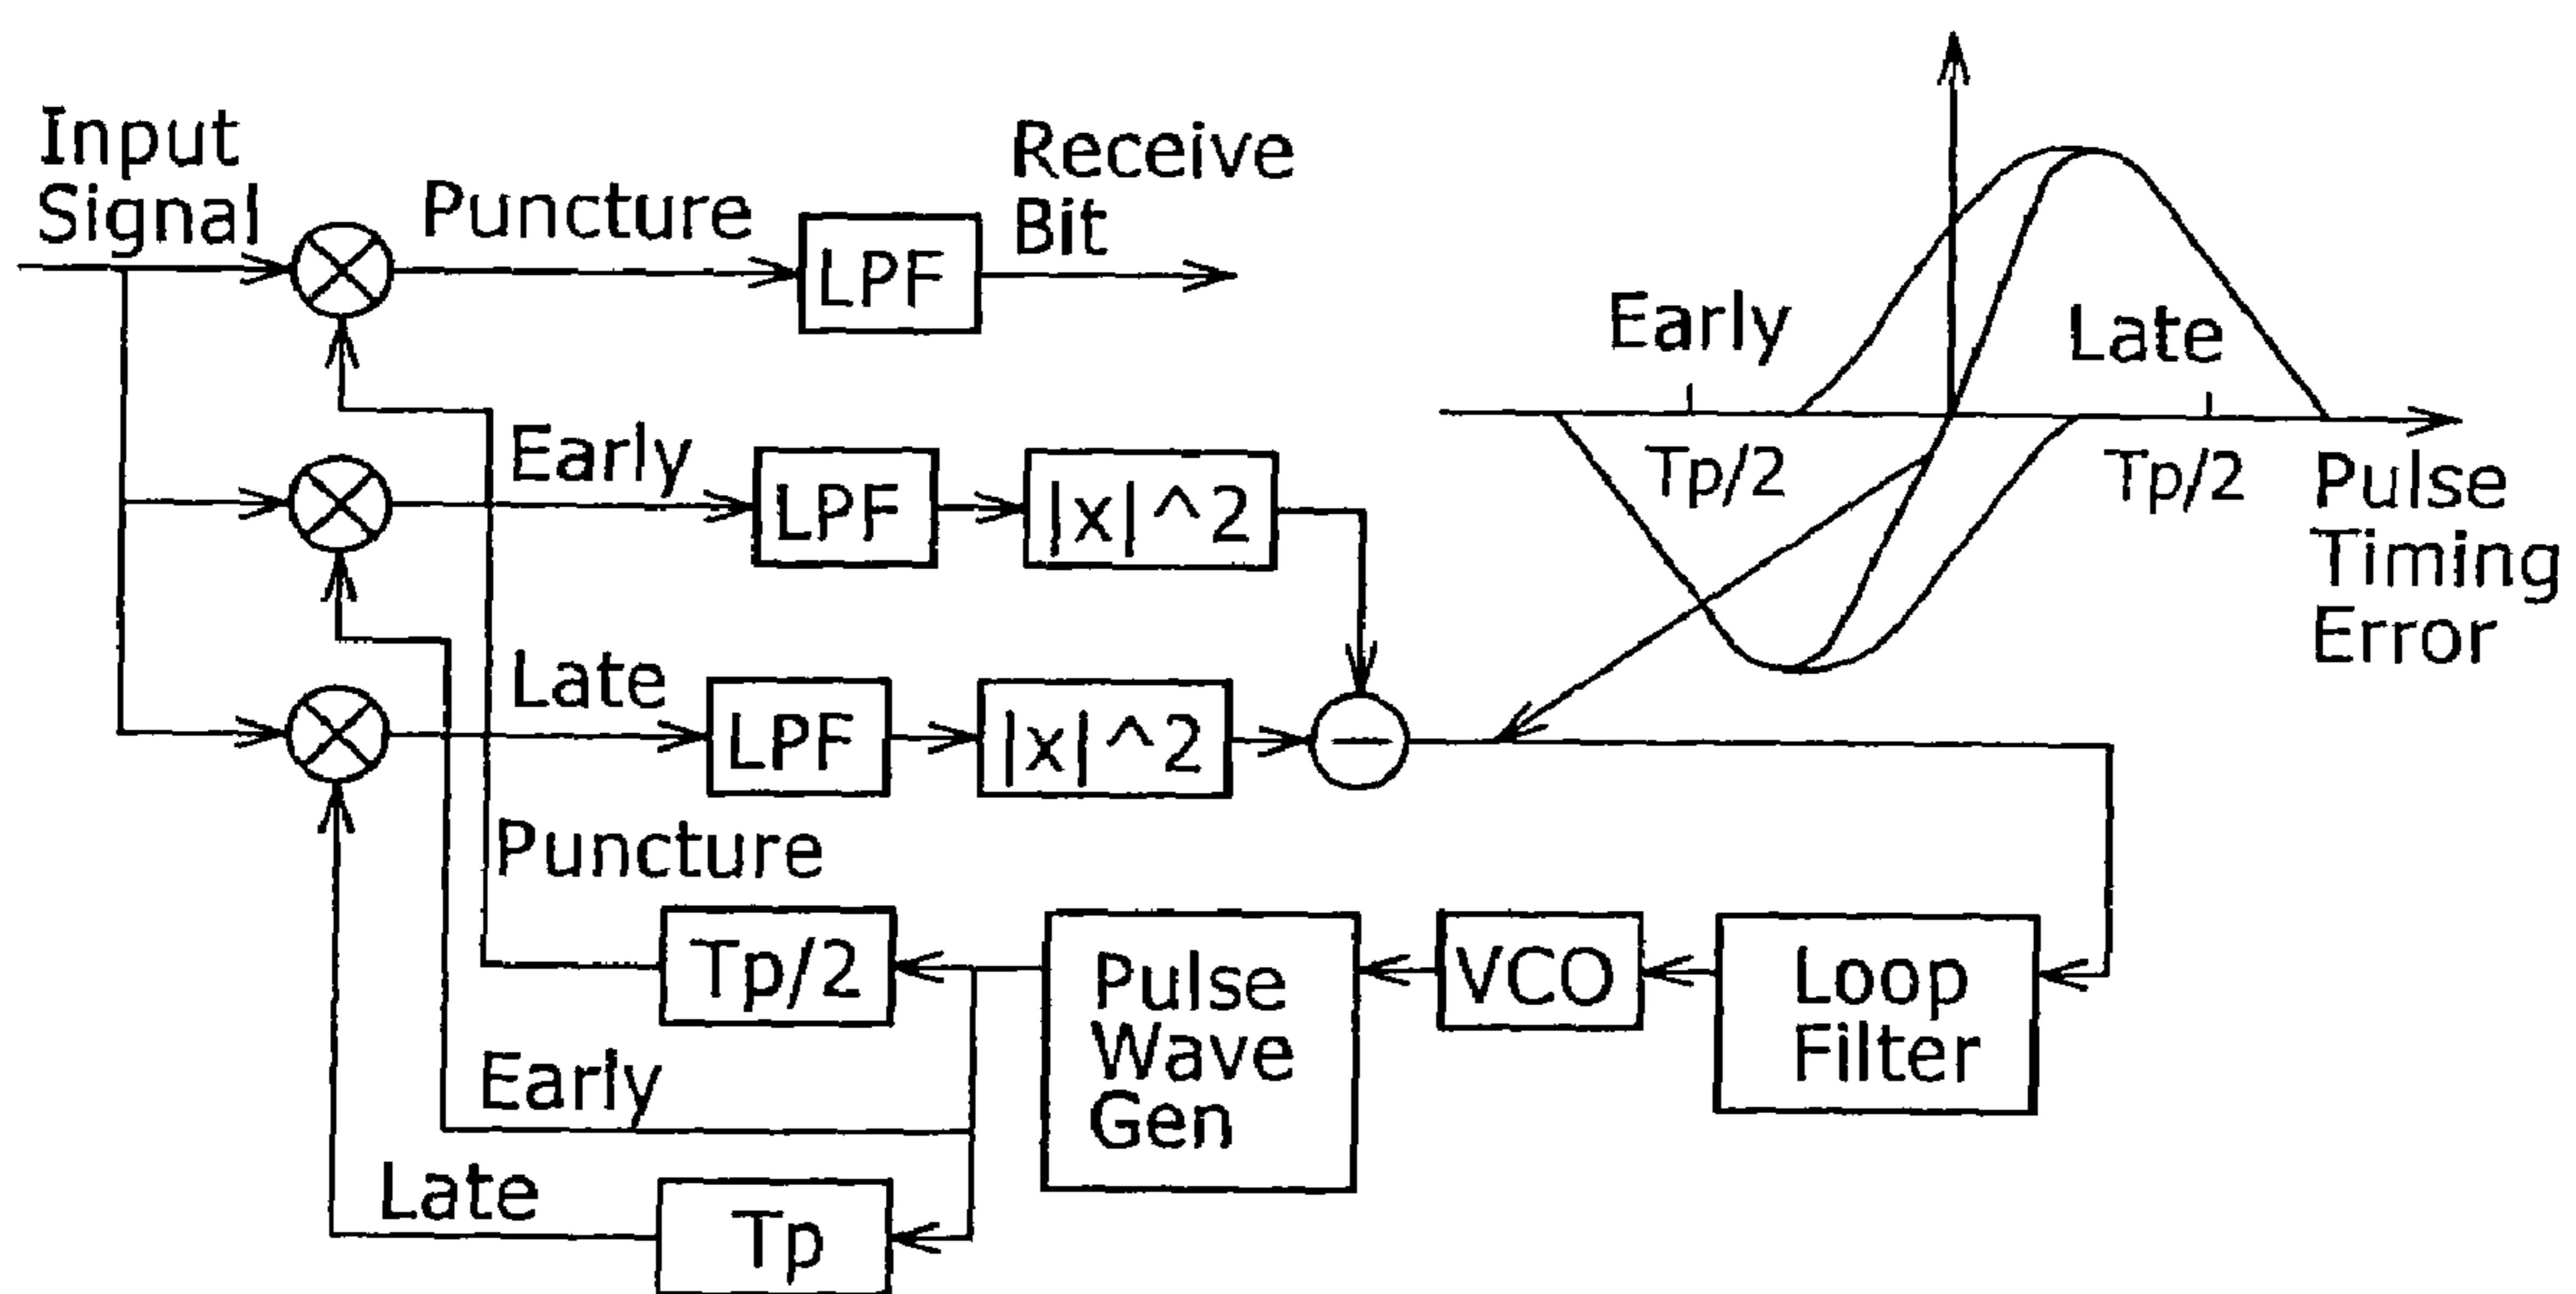 Input
Signal
Puncture
LPF
Receive
Bit
Early
LPF
|x|^2
Late
LPF
|x|^2
Early
Late
Tp/2
Tp/2
Pulse
Timing
Error
Puncture
Tp/2
Pulse
Wave
Gen
VCO
Loop
Filter
Early
Late
Tp